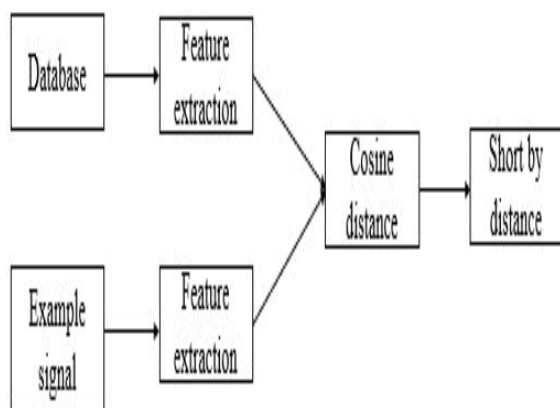 Database
Feature
extraction
Cosine
distance
Short by
distance
Example
signal
Feature
extraction